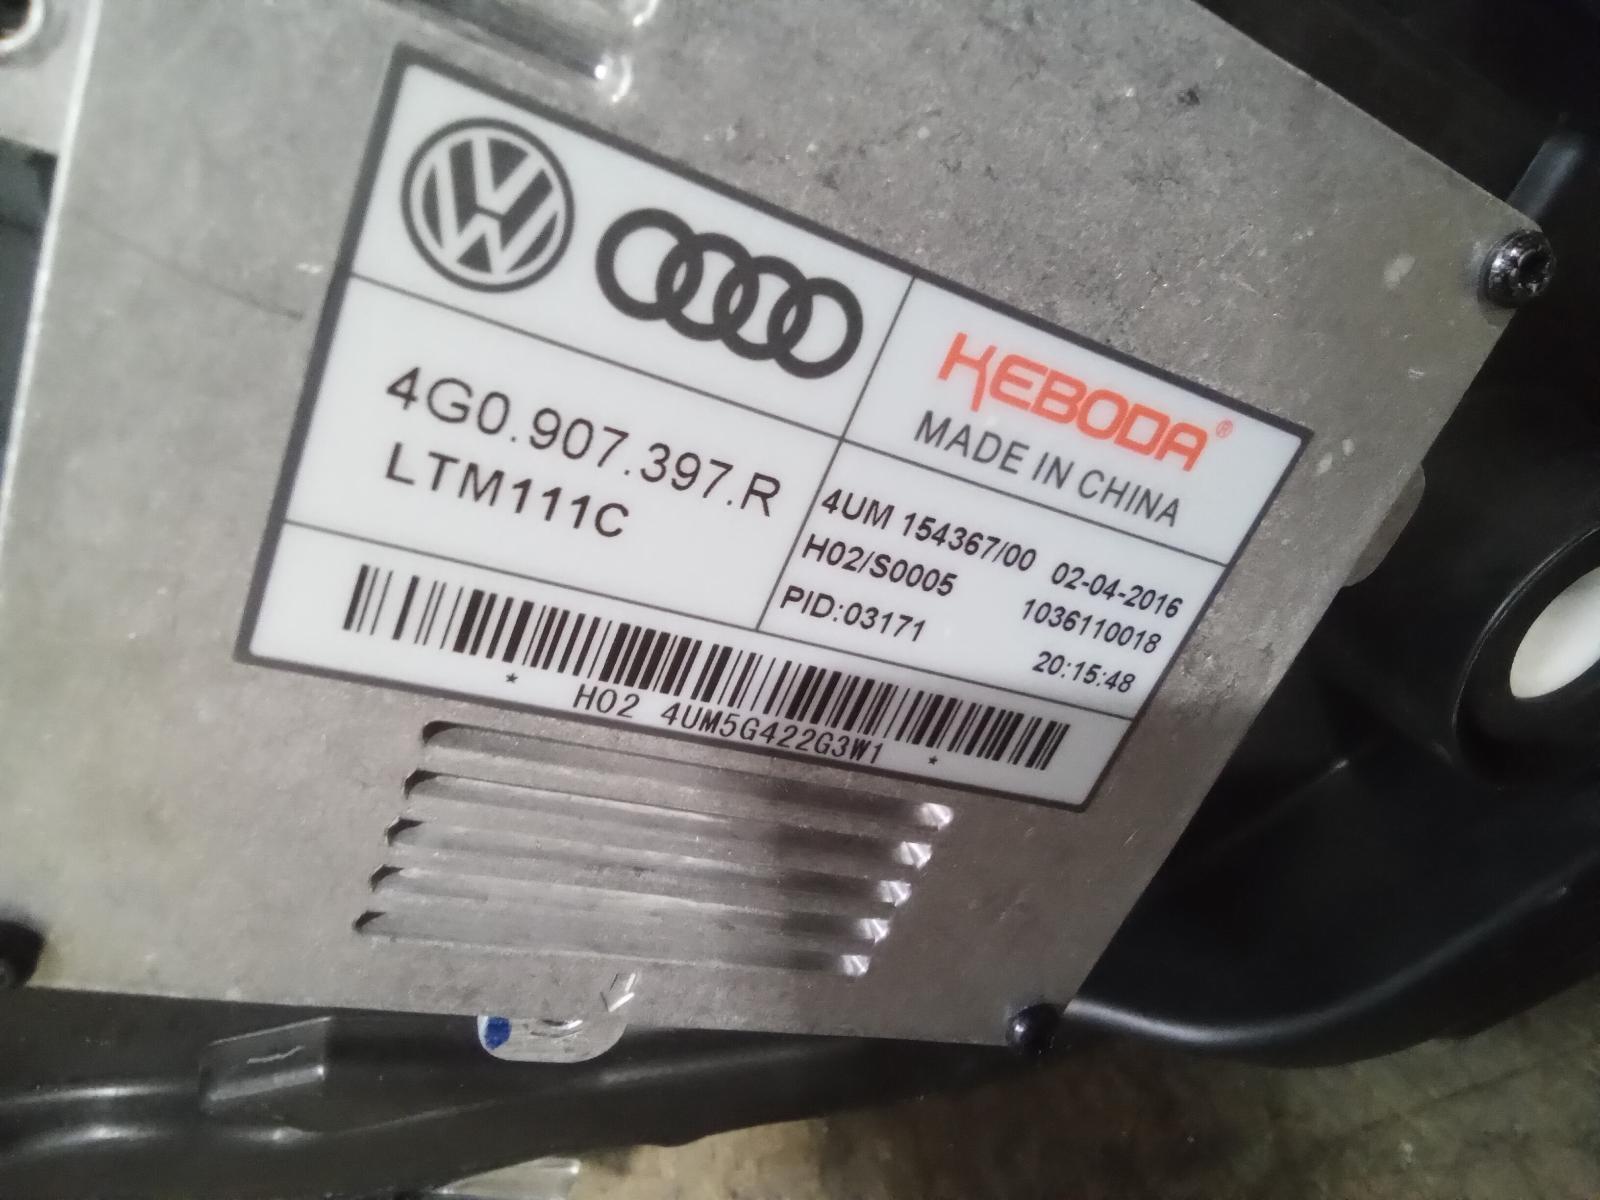 KEBODA®
MADE IN CHINA
4G0.907.397.R
LTM111C
4UM 154367/00 02-04-2016
H02/S0005 1036110018
PID:03171 20:15:48
* H02 4UM5G422G3W1 *